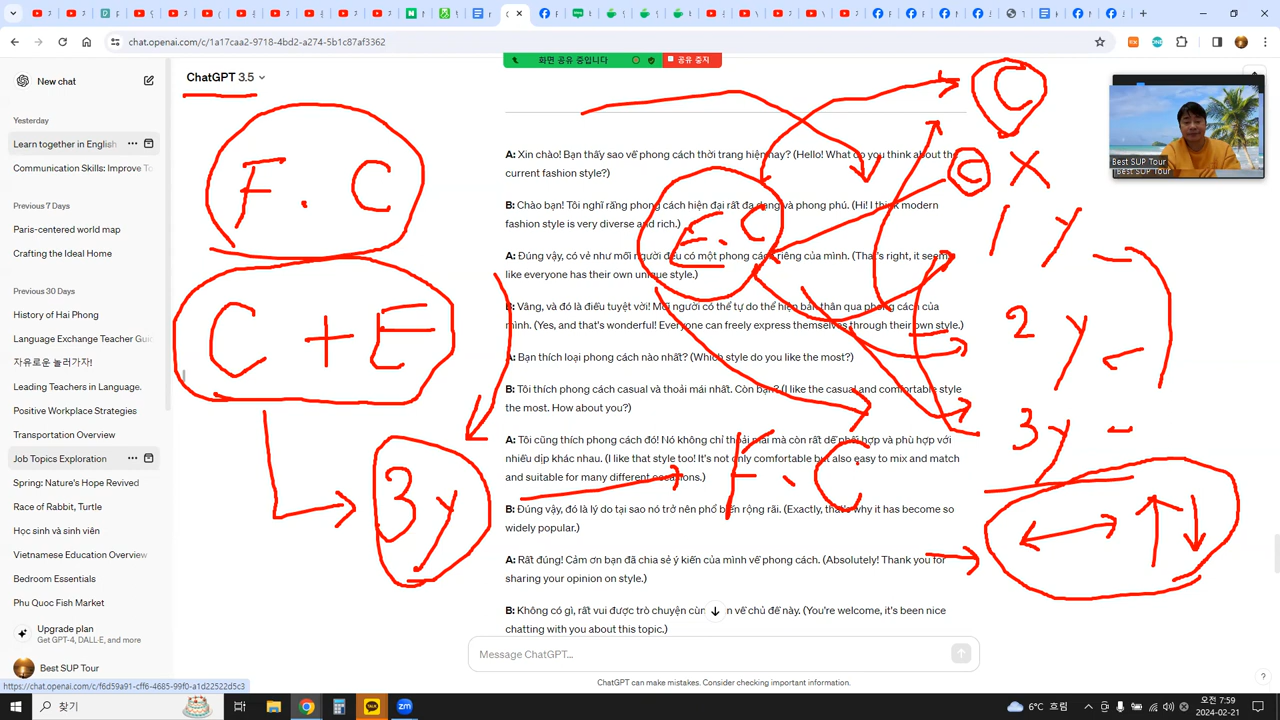 chat.openai.com/c/1a17caa2-9718-4bd2-a274-5b1c87af3362
화면 공유 중입니다
공유 중지
New chat
ChatGPT 3.5
Yesterday
Learn together in English
Communication Skills: Improve To
Previous 7 Days
Paris-centered world map
Crafting the Ideal Home
Previous 30 Days
History of Hai Phong
Language Exchange Teacher Gui
자유로운 눌러가자!
Leading Teachers in Language.
Positive Workplace Strategies
Transportation Overview
Job Topics Exploration
Spring: Nature's Hope Revived
Race of Rabbit, Turtle
Học sinh và sinh viên
Vietnamese Education Overview
Bedroom Essentials
Phu Quoc Fish Market
Upgrade plan
Get GPT-4, DALL·E, and more
Best SUP Tour
https://chat.openai.com/c/f6d59a91-cff6-4685-99f0-a1d22522d5c3
F.C
C+E
3y
A: Xin chào! Bạn thấy sao về phong cách thời trang hiện nay? (Hello! What do you think about the
current fashion style?)
B: Chào bạn! Tôi nghĩ rằng phong cách hiện đại rất đa dạng và phong phú. (Hi! I think modern
fashion style is very diverse and rich.)
A: Đúng vậy, có vẻ như mỗi người đều có một phong cách riêng của mình. (That's right, it seems
like everyone has their own unique style.)
B: Vâng, và đó là điều tuyệt vời! Mỗi người có thể tự do thể hiện bản thân qua phong cách của
mình. (Yes, and that's wonderful! Everyone can freely express themselves through their own style.)
A: Bạn thích loại phong cách nào nhất? (Which style do you like the most?)
B: Tôi thích phong cách casual và thoải mái nhất. Còn bạn? (I like the casual and comfortable style
the most. How about you?)
A: Tôi cũng thích phong cách đó! Nó không chỉ thoải mái mà còn rất dễ phối hợp và phù hợp với
nhiều dịp khác nhau. (I like that style too! It's not only comfortable but also easy to mix and match
and suitable for many different occasions.)
B: Đúng vậy, đó là lý do tại sao nó trở nên phổ biến rộng rãi. (Exactly, that's why it has become so
widely popular.)
A: Rất đúng! Cảm ơn bạn đã chia sẻ ý kiến của mình về phong cách. (Absolutely! Thank you for
sharing your opinion on style.)
B: Không có gì, rất vui được trò chuyện cùng bạn về chủ đề này. (You're welcome, it's been nice
chatting with you about this topic.)
F.C
F.C
C
C X
1 y
2 y
3y
Best SUP Tour
Best SUP Tour
Message ChatGPT...
ChatGPT can make mistakes. Consider checking important information.
?
찾기
6°C 흐림
오전 7:59
2024-02-21